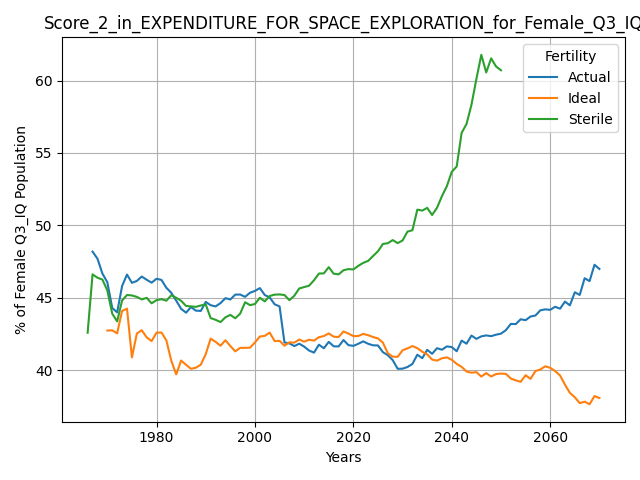 Score_2_in_EXPENDITURE_FOR_SPACE_EXPLORATION_for_Female_Q3_IQ
Fertility
Actual
Ideal
Sterile
% of Female Q3_IQ Population
60
55
50
45
40
1980 2000 2020 2040 2060
Years